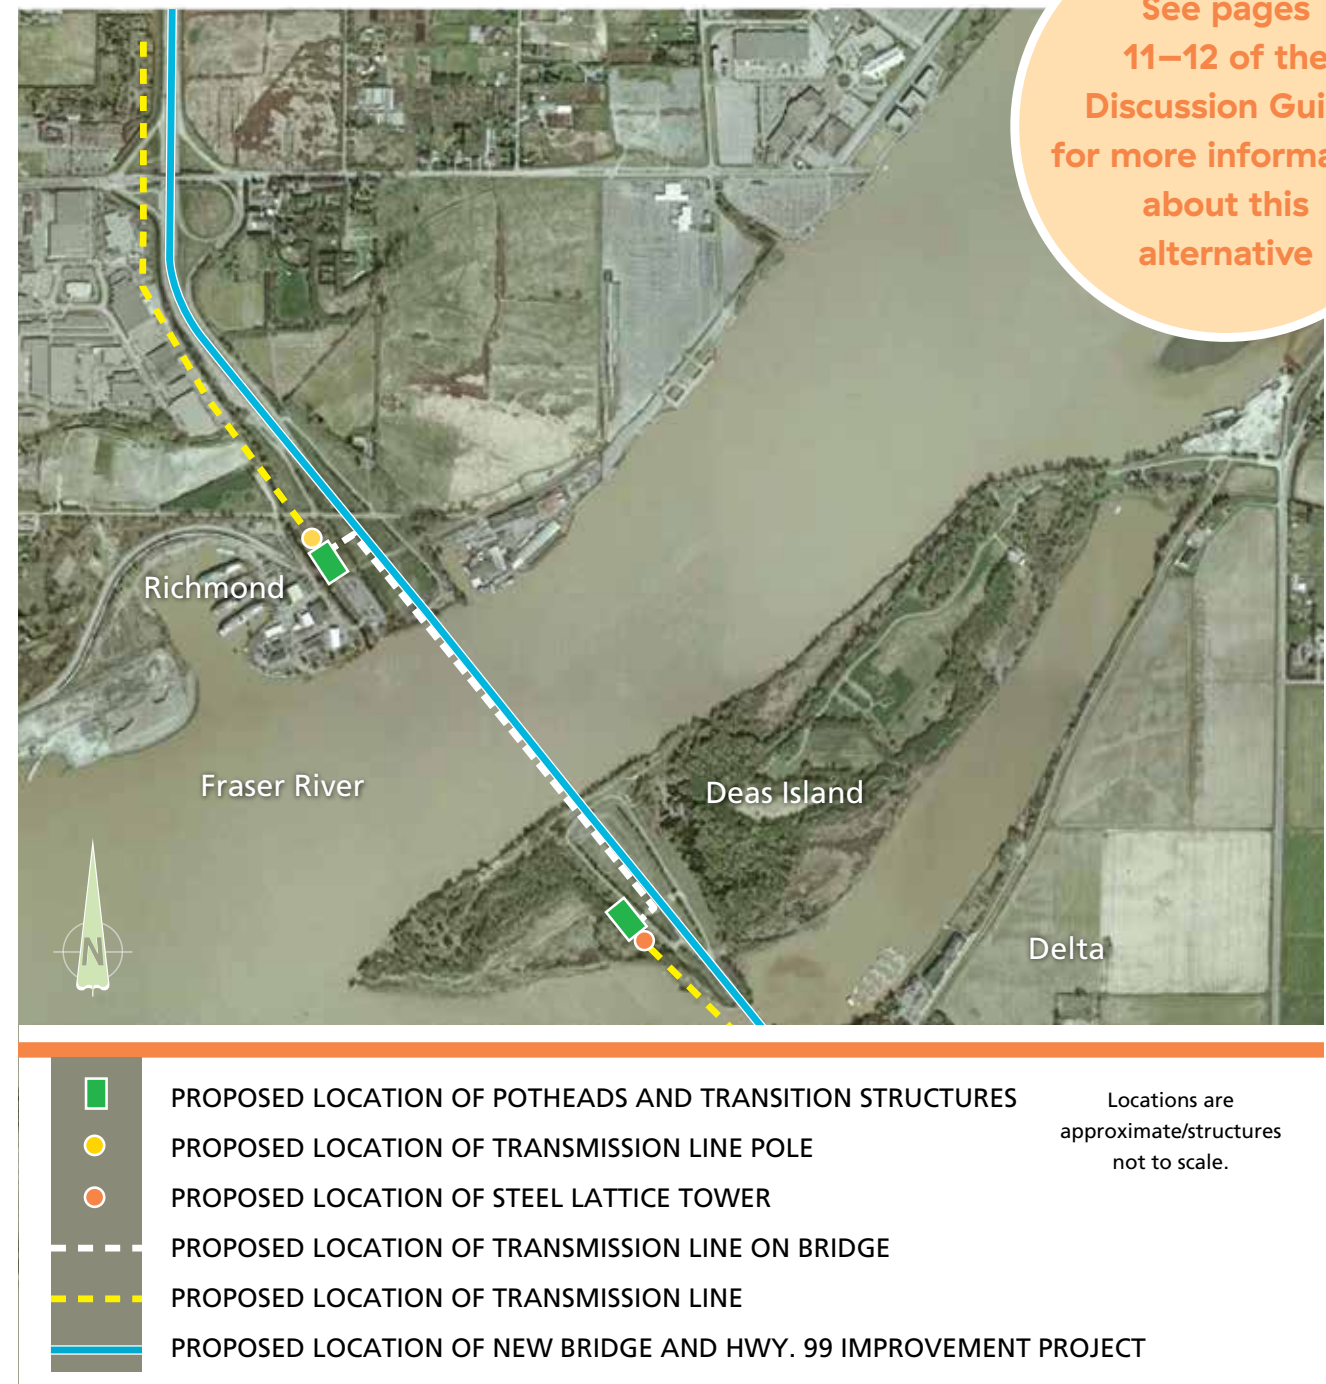 See pages
11–12 of the
Discussion
for more
about this
alternative
Richmond
Fraser River
Deas Island
Delta
N
PROPOSED LOCATION OF POTHEADS AND TRANSITION STRUCTURES
PROPOSED LOCATION OF TRANSMISSION LINE POLE
PROPOSED LOCATION OF STEEL LATTICE TOWER
PROPOSED LOCATION OF TRANSMISSION LINE ON BRIDGE
PROPOSED LOCATION OF TRANSMISSION LINE
PROPOSED LOCATION OF NEW BRIDGE AND HWY. 99 IMPROVEMENT PROJECT
Locations are
approximate/structures
not to scale.